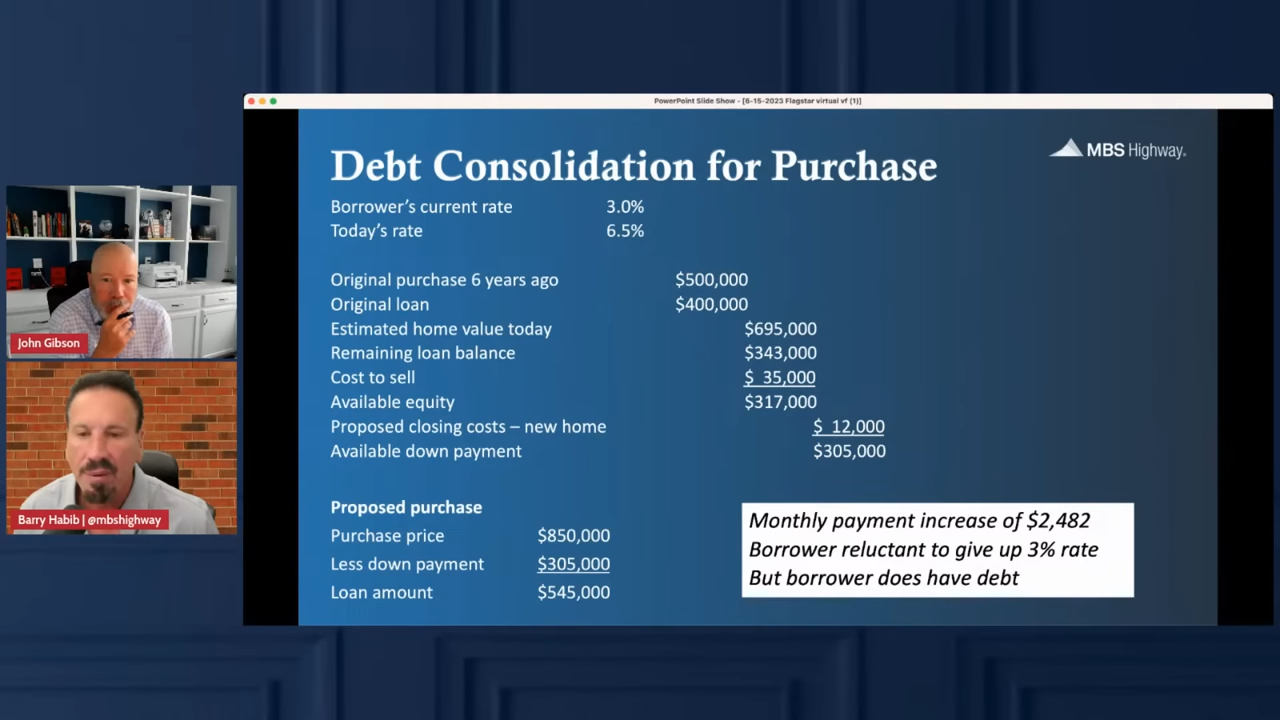 PowerPoint Slide Show - [6-15-2023 Flagstar virtual vf (1)]
MBS Highway.
Debt Consolidation for Purchase
Borrower's current rate 3.0%
Today's rate 6.5%
Original purchase 6 years ago $500,000
Original loan $400,000
Estimated home value today $695,000
Remaining loan balance $343,000
Cost to sell $ 35,000
Available equity $317,000
Proposed closing costs – new home $ 12,000
Available down payment $305,000
Proposed purchase
Purchase price $850,000
Less down payment $305,000
Loan amount $545,000
Monthly payment increase of $2,482
Borrower reluctant to give up 3% rate
But borrower does have debt
John Gibson
Barry Habib | @mbshighway